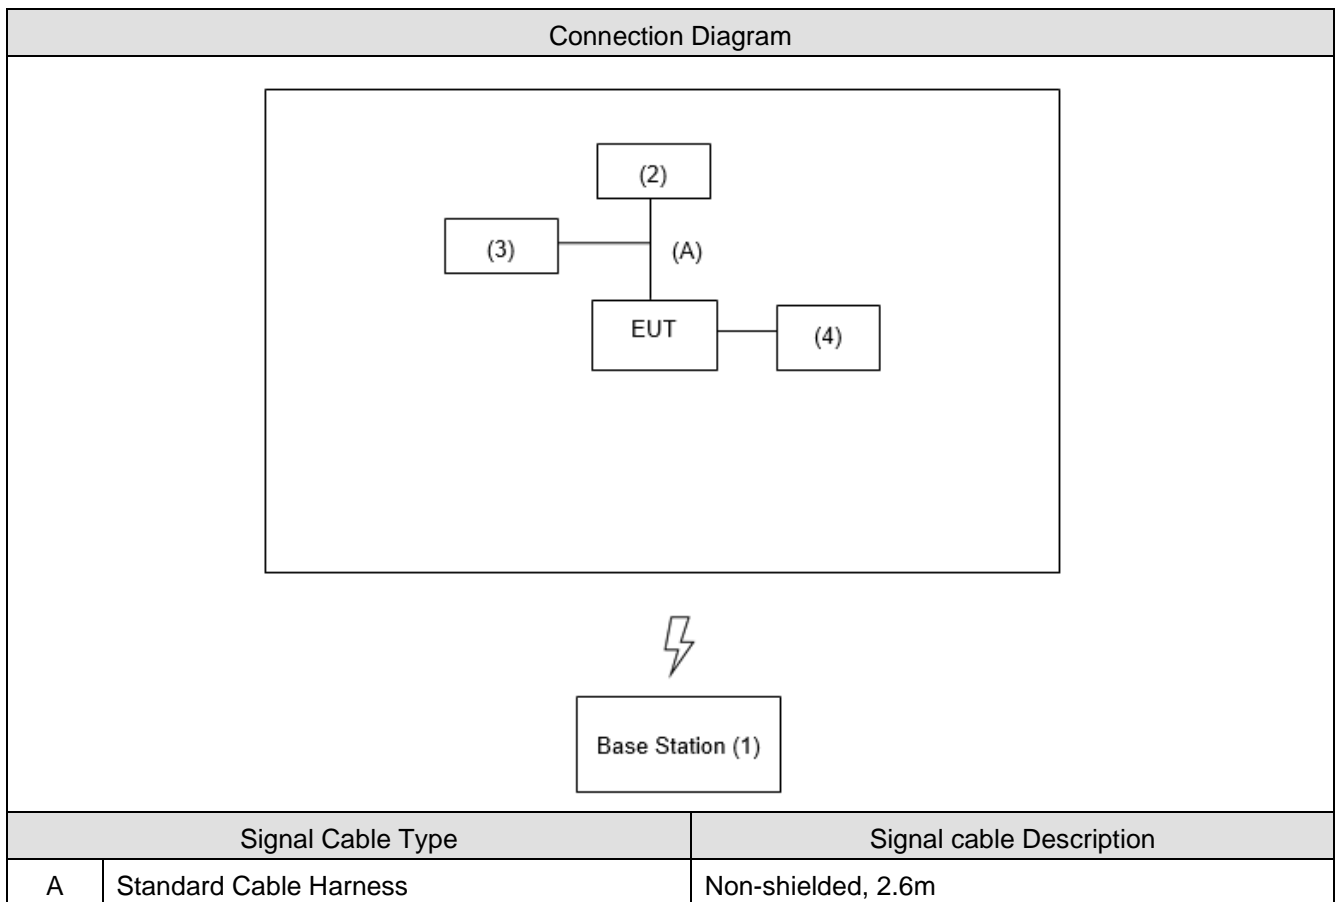 Connection Diagram
(2)
(3)
(A)
EUT
(4)
Base Station (1)
Signal Cable Type
Signal cable Description
A
Standard Cable Harness
Non-shielded, 2.6m